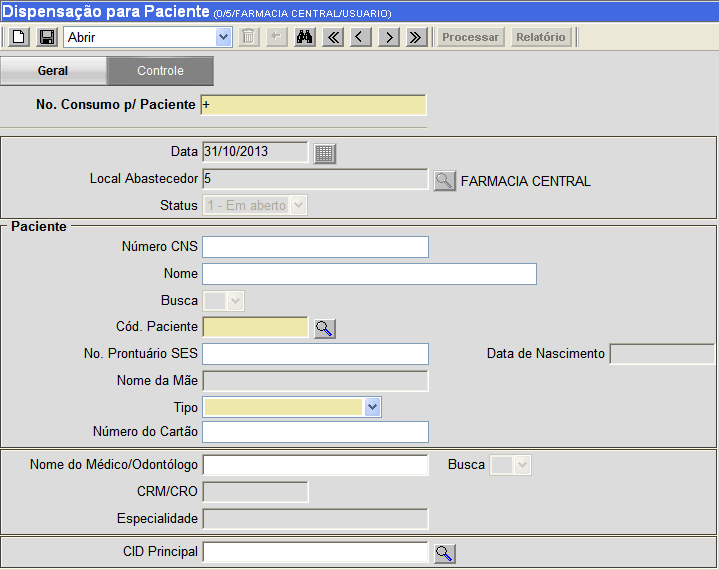 Dispensação para Paciente (0/5/FARMACIA CENTRAL/USUARIO)
Abrir Processar Relatório
Geral Controle
No. Consumo p/ Paciente +
Data 31/10/2013
Local Abastecedor 5 FARMACIA CENTRAL
Status 1 - Em aberto
Paciente
Número CNS
Nome
Busca
Cód. Paciente
No. Prontuário SES Data de Nascimento
Nome da Mãe
Tipo
Número do Cartão
Nome do Médico/Odontólogo Busca
CRM/CRO
Especialidade
CID Principal